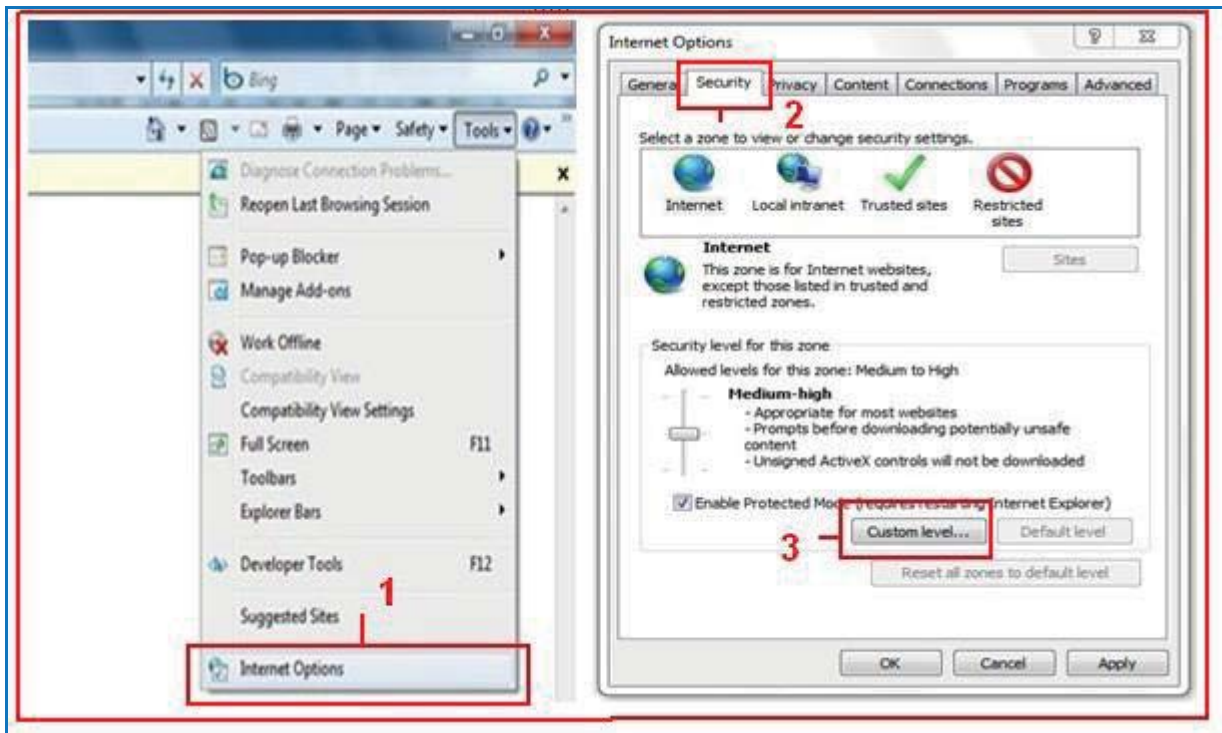 Bing
Page Safety Tools
Diagnose Connection Problems...
Reopen Last Browsing Session
Pop-up Blocker
Manage Add-ons
Work Offline
Compatibility View
Compatibility View Settings
Full Screen F11
Toolbars
Explorer Bars
Developer Tools F12
1
Suggested Sites
Internet Options
Internet Options
General Security Privacy Content Connections Programs Advanced
2
Select a zone to view or change security settings.
Internet Local intranet Trusted sites Restricted
sites
Internet
This zone is for Internet websites,
except those listed in trusted and
restricted zones.
Sites
Security level for this zone
Allowed levels for this zone: Medium to High
Medium-high
- Appropriate for most websites
- Prompts before downloading potentially unsafe
content
- Unsigned ActiveX controls will not be downloaded
Enable Protected Mode (requires restarting Internet Explorer)
3
Custom level... Default level
Reset all zones to default level
OK Cancel Apply